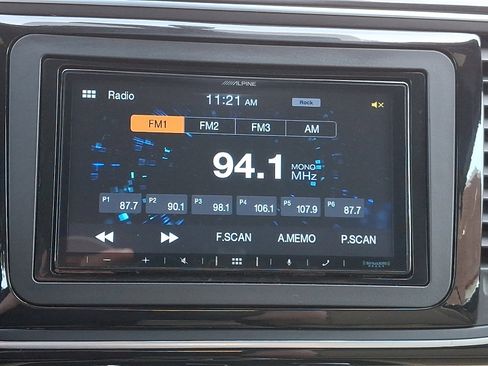 ALPINE
Radio 11:21 AM Rock
FM1 FM2 FM3 AM
94.1 MONO MHz
P1 87.7 P2 90.1 P3 98.1 P4 106.1 P5 107.9 P6 87.7
F.SCAN A.MEMO P.SCAN